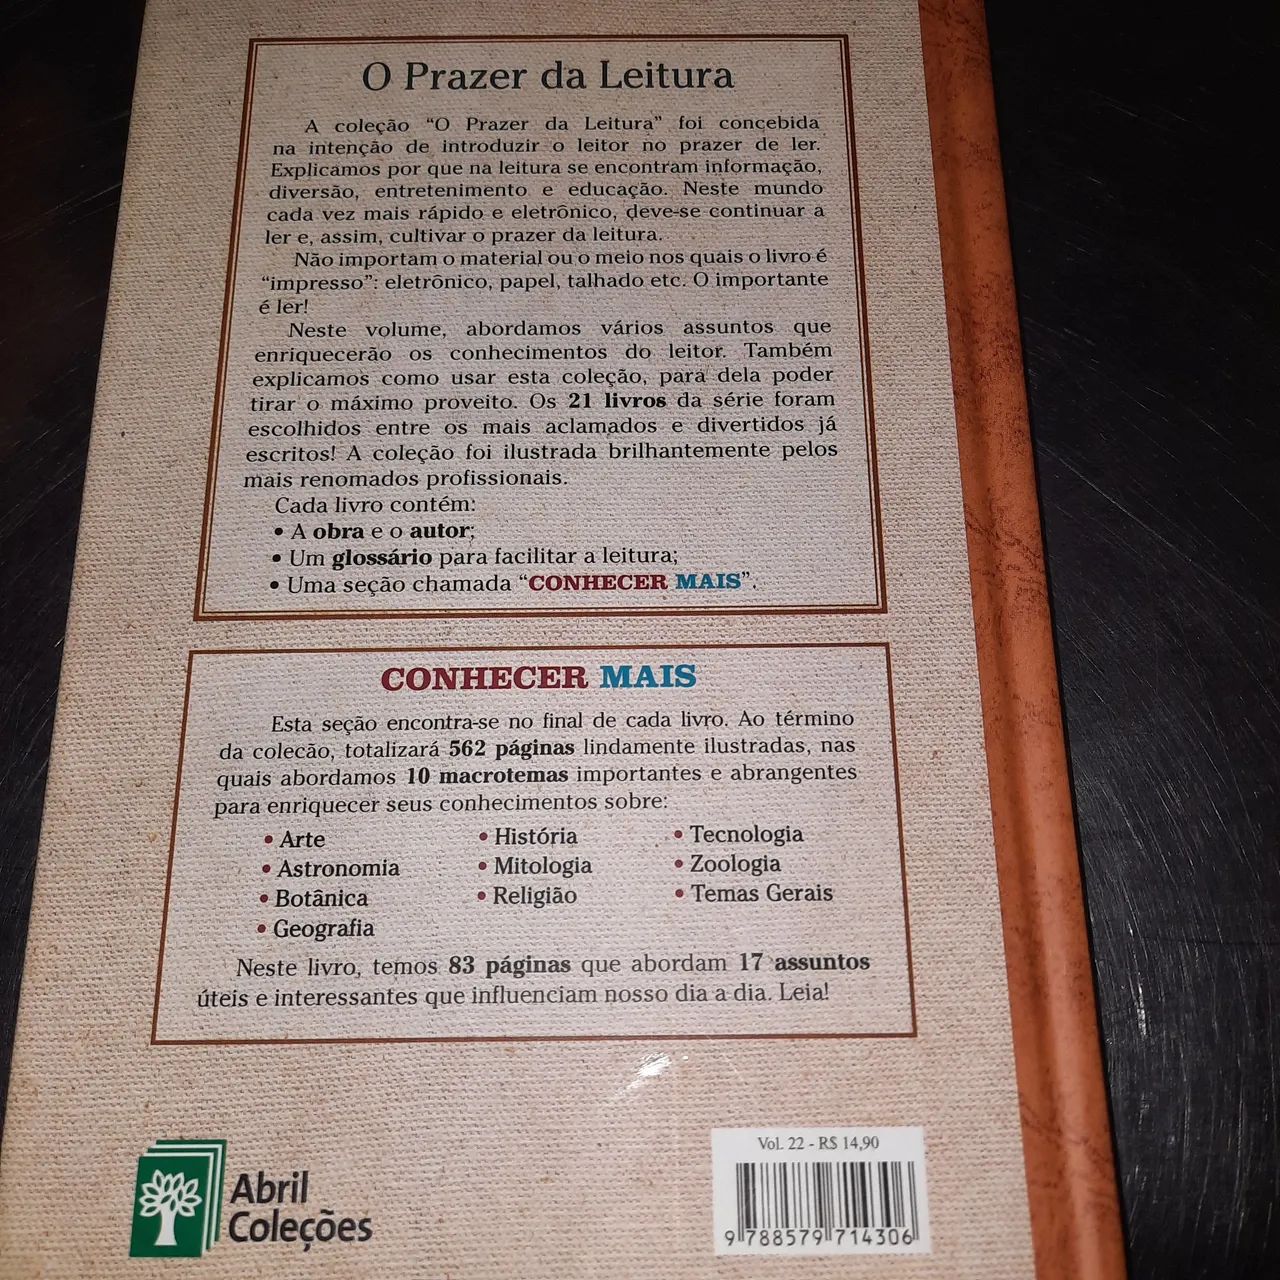 O Prazer da Leitura
A coleção “O Prazer da Leitura” foi concebida
na intenção de introduzir o leitor no prazer de ler.
Explicamos por que na leitura se encontram informação,
diversão, entretenimento e educação. Neste mundo
cada vez mais rápido e eletrônico, deve-se continuar a
ler e, assim, cultivar o prazer da leitura.
Não importam o material ou o meio nos quais o livro é
“impresso”: eletrônico, papel, talhado etc. O importante
é ler!
Neste volume, abordamos vários assuntos que
enriquecerão os conhecimentos do leitor. Também
explicamos como usar esta coleção, para dela poder
tirar o máximo proveito. Os 21 livros da série foram
escolhidos entre os mais aclamados e divertidos já
escritos! A coleção foi ilustrada brilhantemente pelos
mais renomados profissionais.
Cada livro contém:
• A obra e o autor;
• Um glossário para facilitar a leitura;
• Uma seção chamada “CONHECER MAIS”.
CONHECER MAIS
Esta seção encontra-se no final de cada livro. Ao término
da colecão, totalizará 562 páginas lindamente ilustradas, nas
quais abordamos 10 macrotemas importantes e abrangentes
para enriquecer seus conhecimentos sobre:
• Arte
• Astronomia
• Botânica
• Geografia
• História
• Mitologia
• Religião
• Tecnologia
• Zoologia
• Temas Gerais
Neste livro, temos 83 páginas que abordam 17 assuntos
úteis e interessantes que influenciam nosso dia a dia. Leia!
Abril
Coleções
Vol. 22 - R$ 14,90
9 788579 714306